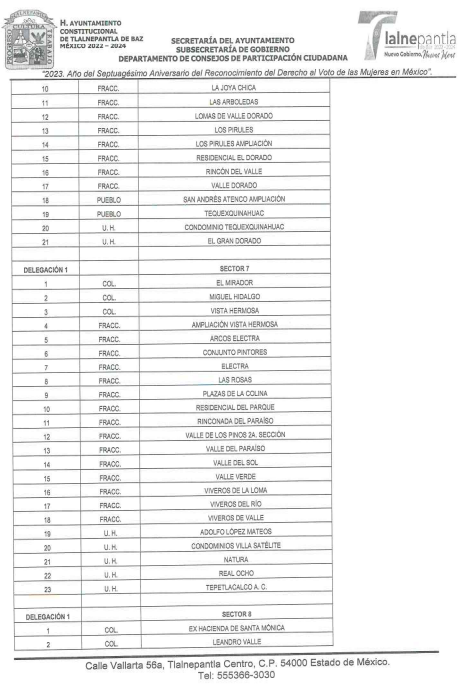 H. AYUNTAMIENTO
CONSTITUCIONAL
DE TLALNEPANTLA DE BAZ
MÉXICO 2022 – 2024
SECRETARÍA DEL AYUNTAMIENTO
SUBSECRETARÍA DE GOBIERNO
DEPARTAMENTO DE CONSEJOS DE PARTICIPACIÓN CIUDADANA
Tlalnepantla
Nuevo Gobierno, Nuevos Aires
"2023. Año del Septuagésimo Aniversario del Reconocimiento del Derecho al Voto de las Mujeres en México".
10 FRACC. LA JOYA CHICA
11 FRACC. LAS ARBOLEDAS
12 FRACC. LOMAS DE VALLE DORADO
13 FRACC. LOS PIRULES
14 FRACC. LOS PIRULES AMPLIACIÓN
15 FRACC. RESIDENCIAL EL DORADO
16 FRACC. RINCÓN DEL VALLE
17 FRACC. VALLE DORADO
18 PUEBLO SAN ANDRÉS ATENCO AMPLIACIÓN
19 PUEBLO TEQUEXQUINAHUAC
20 U. H. CONDOMINIO TEQUEXQUINAHUAC
21 U. H. EL GRAN DORADO
DELEGACIÓN 1 SECTOR 7
1 COL. EL MIRADOR
2 COL. MIGUEL HIDALGO
3 COL. VISTA HERMOSA
4 FRACC. AMPLIACIÓN VISTA HERMOSA
5 FRACC. ARCOS ELECTRA
6 FRACC. CONJUNTO PINTORES
7 FRACC. ELECTRA
8 FRACC. LAS ROSAS
9 FRACC. PLAZAS DE LA COLINA
10 FRACC. RESIDENCIAL DEL PARQUE
11 FRACC. RINCONADA DEL PARAÍSO
12 FRACC. VALLE DE LOS PINOS 2A. SECCIÓN
13 FRACC. VALLE DEL PARAÍSO
14 FRACC. VALLE DEL SOL
15 FRACC. VALLE VERDE
16 FRACC. VIVEROS DE LA LOMA
17 FRACC. VIVEROS DEL RÍO
18 FRACC. VIVEROS DE VALLE
19 U. H. ADOLFO LÓPEZ MATEOS
20 U. H. CONDOMINIOS VILLA SATÉLITE
21 U. H. NATURA
22 U. H. REAL OCHO
23 U. H. TEPETLACALCO A. C.
DELEGACIÓN 1 SECTOR 8
1 COL. EX HACIENDA DE SANTA MÓNICA
2 COL. LEANDRO VALLE
Calle Vallarta 56a, Tlalnepantla Centro, C.P. 54000 Estado de México.
Tel: 555366-3030